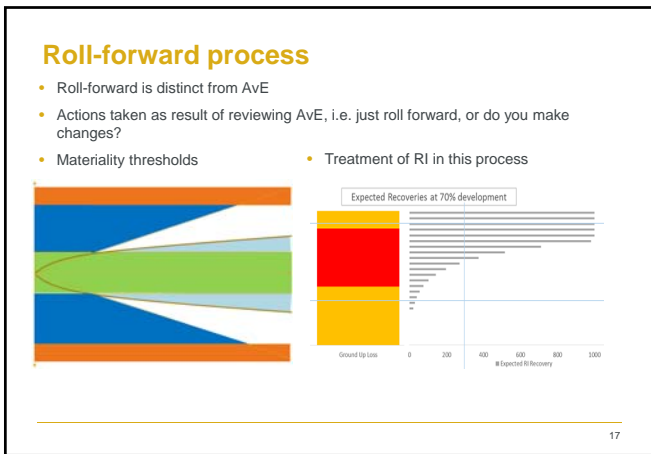 Roll-forward process
• Roll-forward is distinct from AvE
• Actions taken as result of reviewing AvE, i.e. just roll forward, or do you make
changes?
• Materiality thresholds
• Treatment of RI in this process
Expected Recoveries at 70% development
Ground Up Loss
0 200 400 600 800 1000
Expected RI Recovery
17